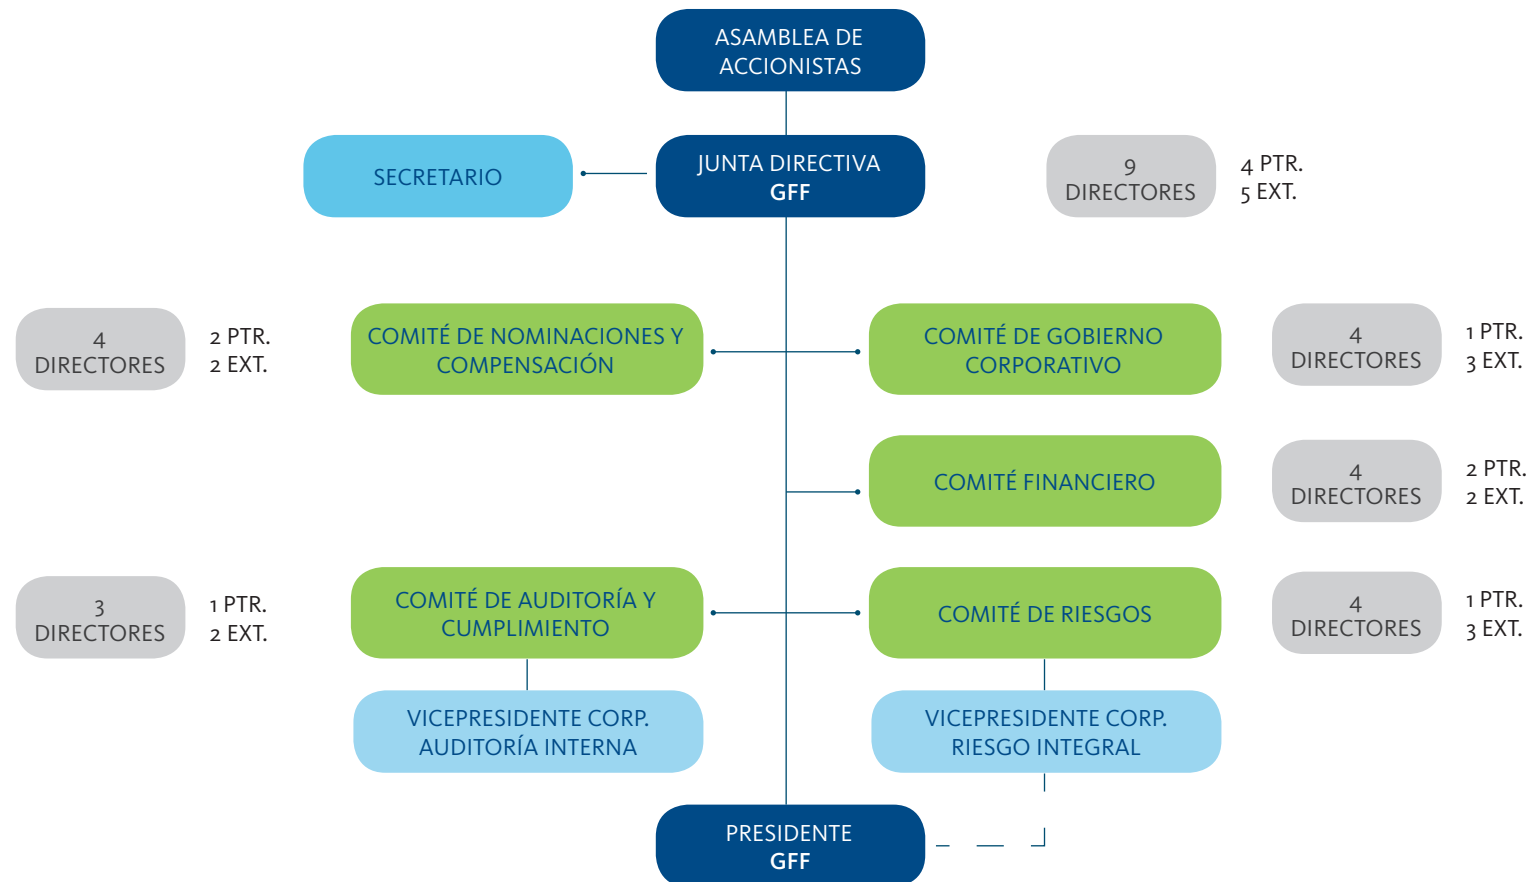 ASAMBLEA DE
ACCIONISTAS
SECRETARIO
JUNTA DIRECTIVA
GFF
9
DIRECTORES
4 PTR.
5 EXT.
4
DIRECTORES
2 PTR.
2 EXT.
COMITÉ DE NOMINACIONES Y
COMPENSACIÓN
COMITÉ DE GOBIERNO
CORPORATIVO
4
DIRECTORES
1 PTR.
3 EXT.
COMITÉ FINANCIERO
4
DIRECTORES
2 PTR.
2 EXT.
3
DIRECTORES
1 PTR.
2 EXT.
COMITÉ DE AUDITORÍA Y
CUMPLIMIENTO
COMITÉ DE RIESGOS
4
DIRECTORES
1 PTR.
3 EXT.
VICEPRESIDENTE CORP.
AUDITORÍA INTERNA
VICEPRESIDENTE CORP.
RIESGO INTEGRAL
PRESIDENTE
GFF